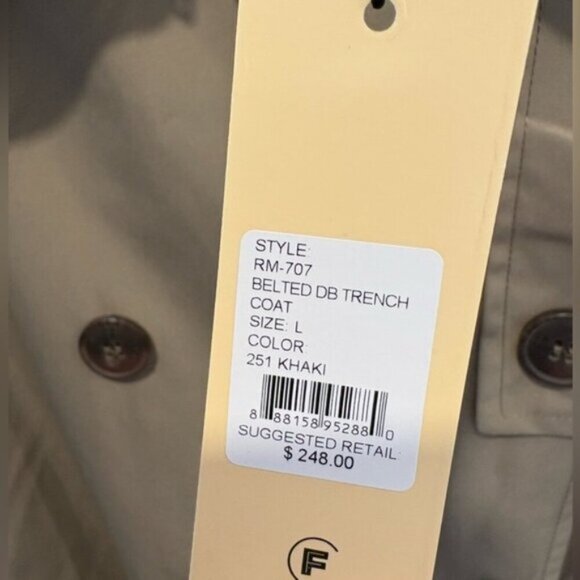 STYLE:
RM-707
BELTED DB TRENCH
COAT
SIZE: L
COLOR:
251 KHAKI
8 88158 95288 0
SUGGESTED RETAIL:
$ 248.00
F